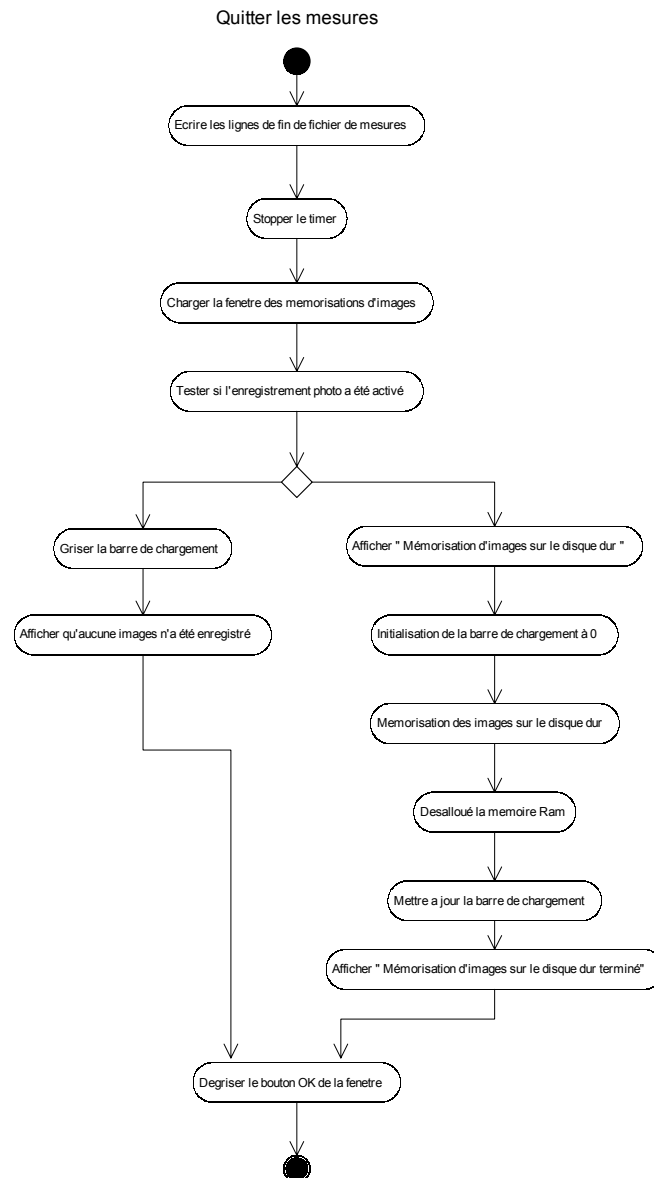 Quitter les mesures
Ecrire les lignes de fin de fichier de mesures
Stopper le timer
Charger la fenetre des memorisations d'images
Tester si l'enregistrement photo a été activé
Griser la barre de chargement
Afficher qu'aucune images n'a été enregistré
Afficher " Mémorisation d'images sur le disque dur "
Initialisation de la barre de chargement à 0
Memorisation des images sur le disque dur
Desalloué la memoire Ram
Mettre a jour la barre de chargement
Afficher " Mémorisation d'images sur le disque dur terminé"
Degriser le bouton OK de la fenetre